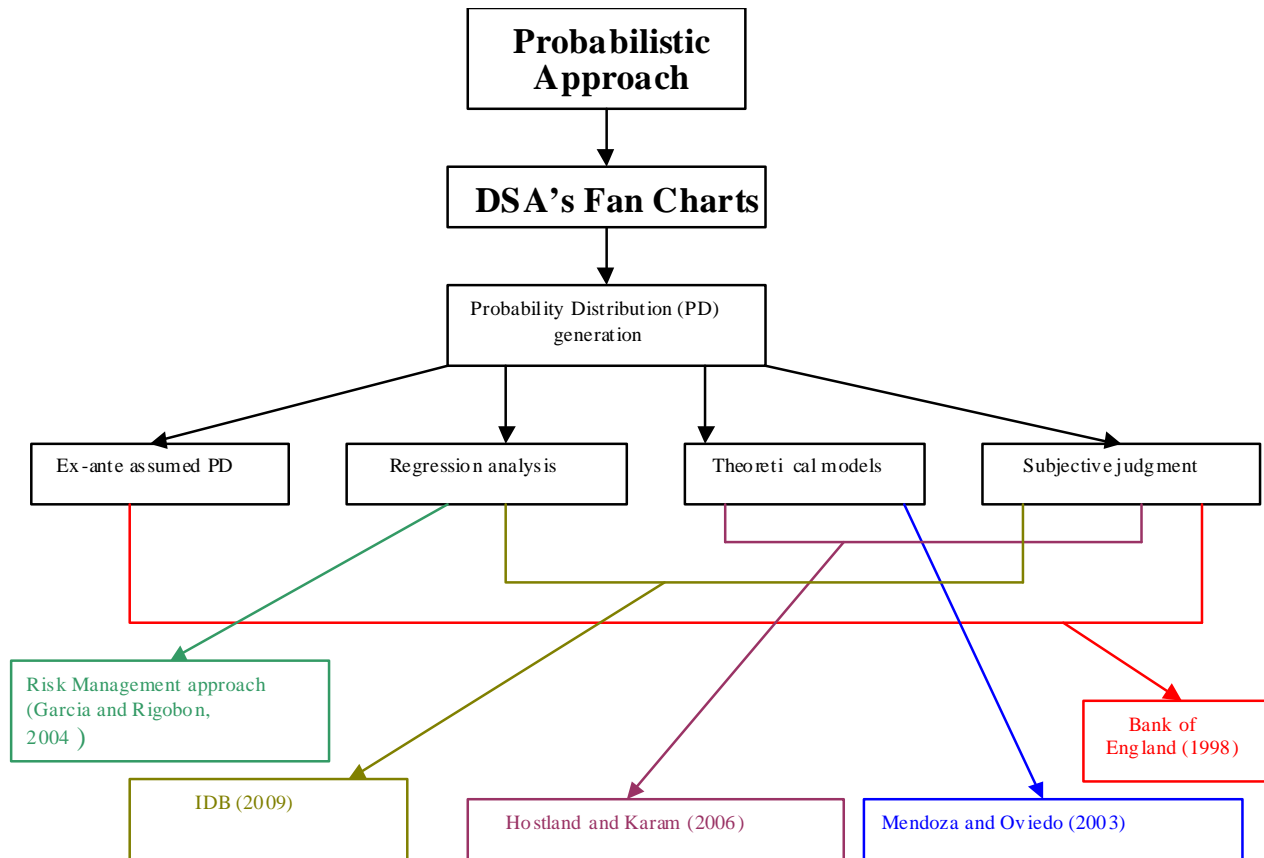 Probabilistic
Approach
DSA's Fan Charts
Probability Distribution (PD)
generation
Ex-ante assumed PD
Regression analysis
Theoreti cal models
Subjective judgment
Risk Management approach
(Garcia and Rigobon,
2004 )
Bank of
England (1998)
IDB (2009)
Hostland and Karam (2006)
Mendoza and Oviedo (2003)